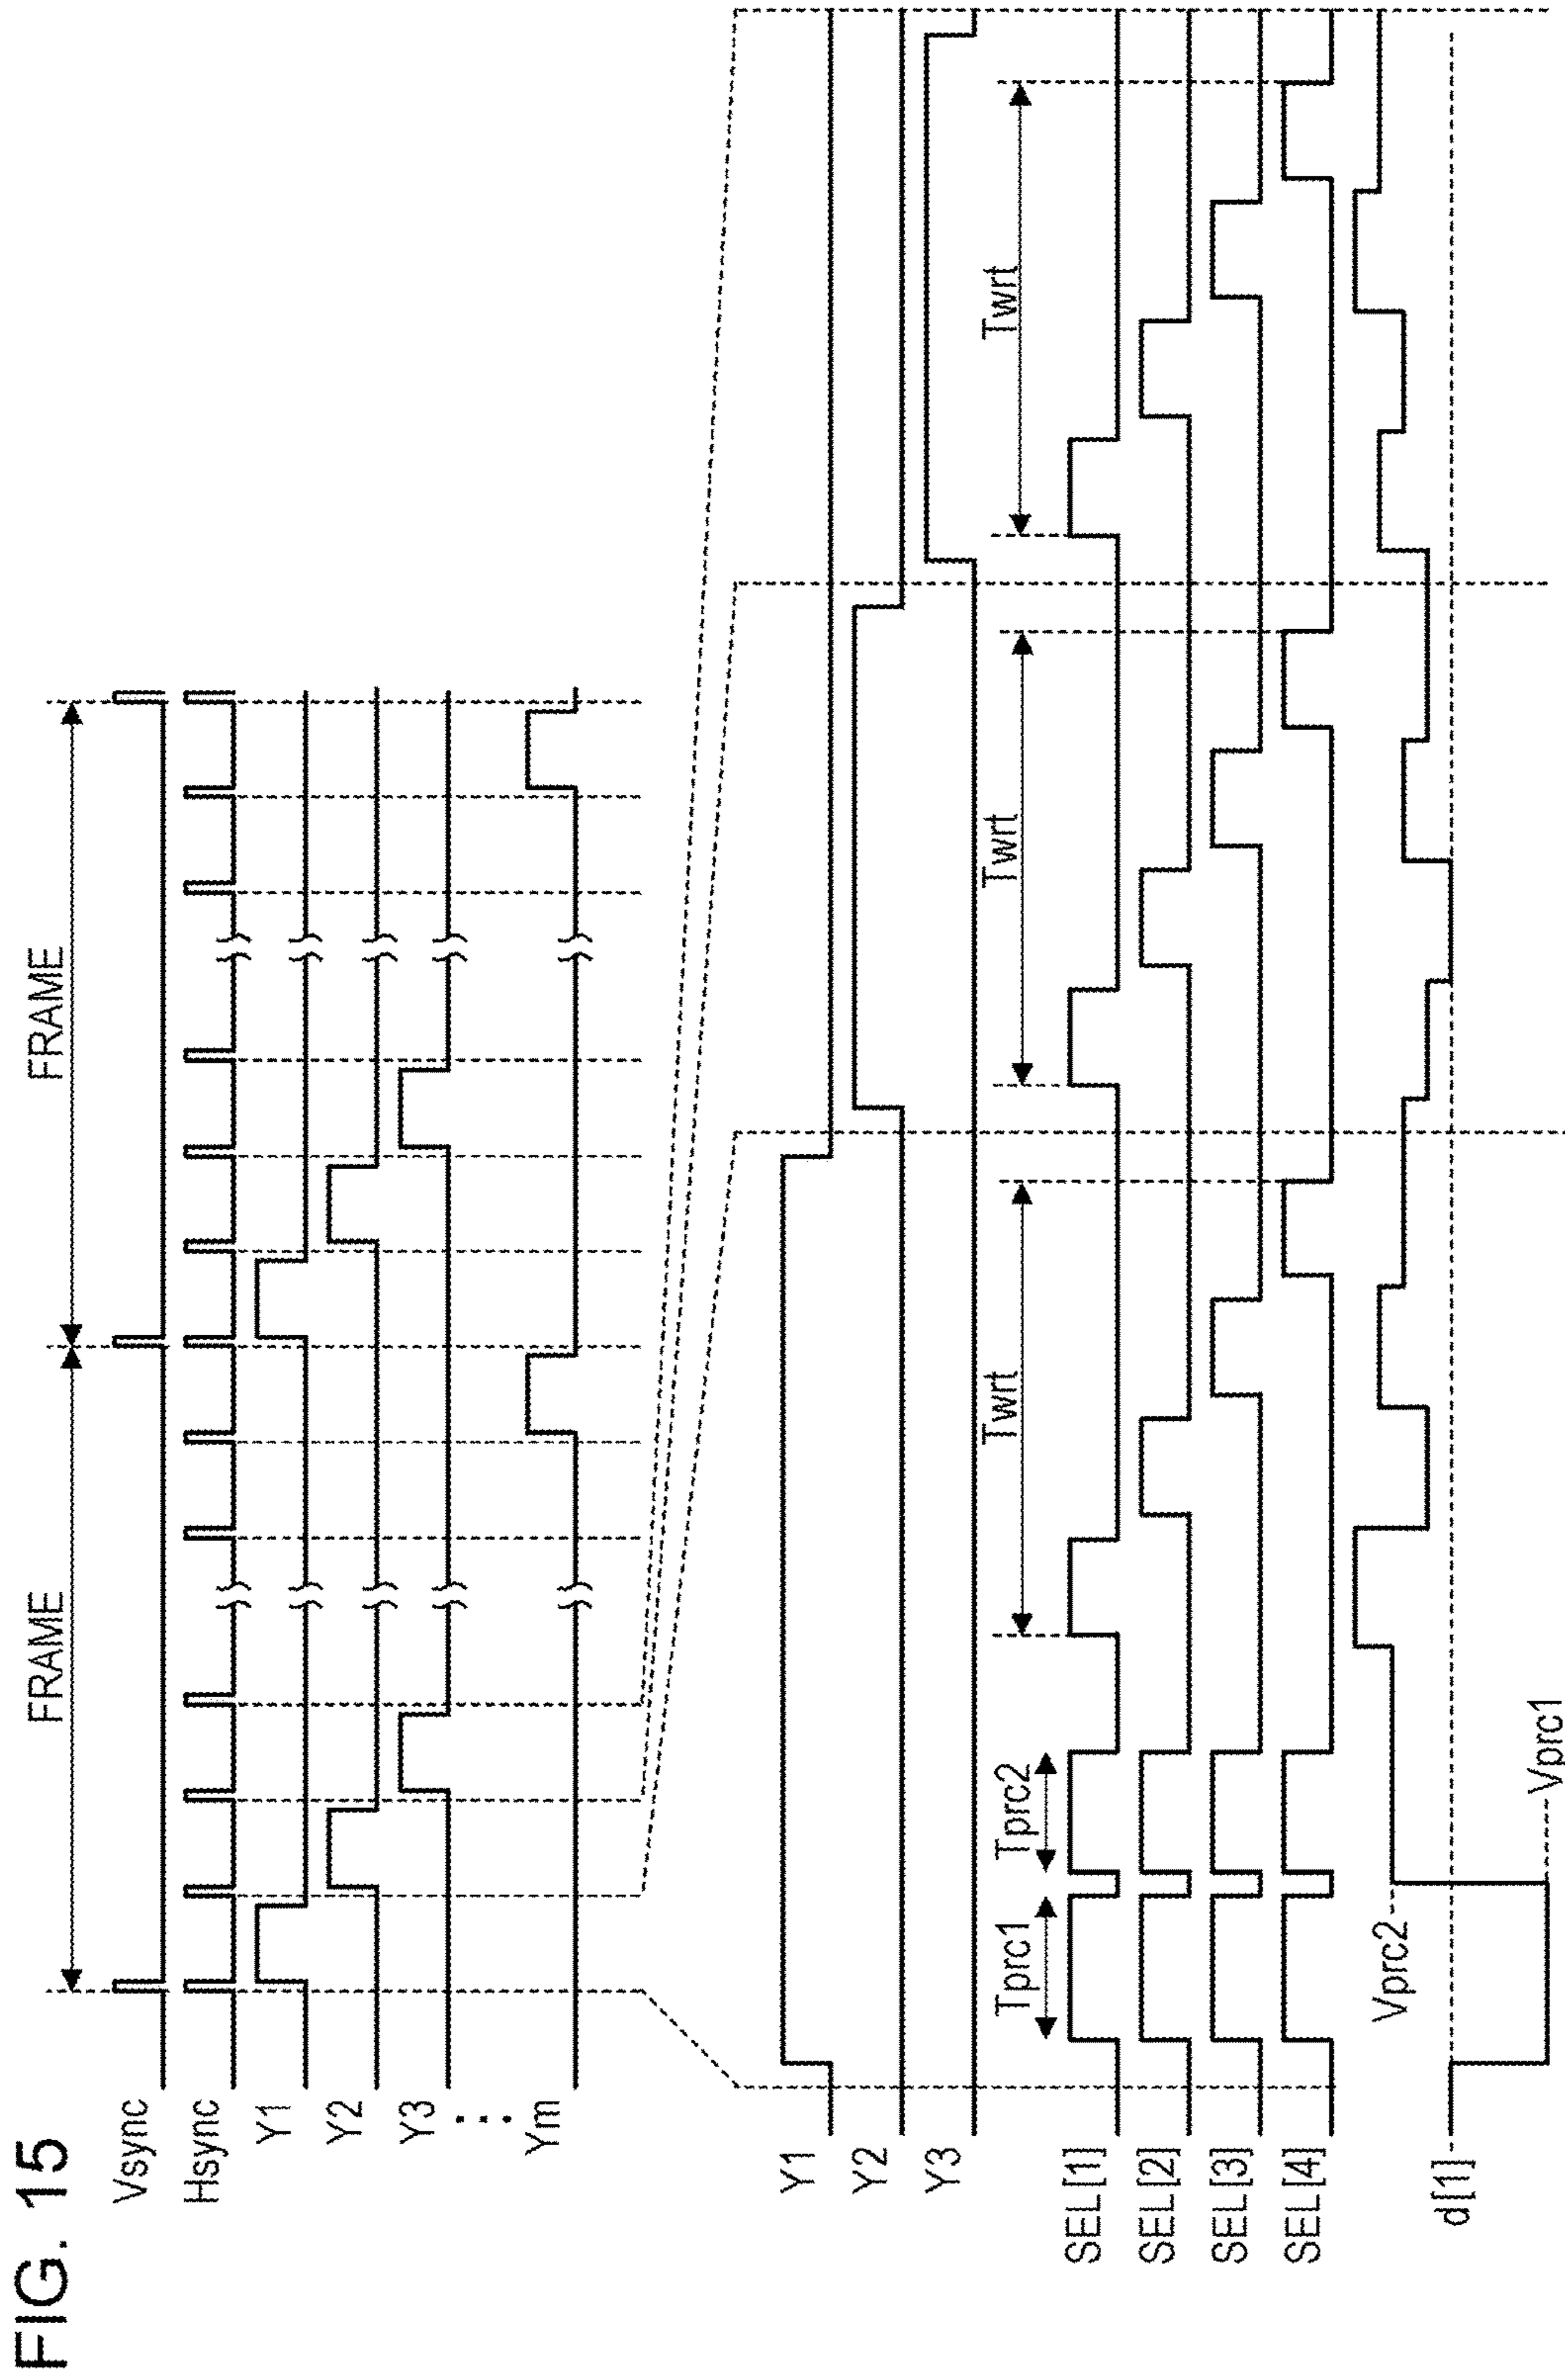 FIG. 15
FRAME
FRAME
Vsync
Hsync
Y1
Y2
Y3
⋮
Ym
Y1
Y2
Y3
Tprc1
Tprc2
Twrt
Twrt
Twrt
SEL[1]
SEL[2]
SEL[3]
SEL[4]
Vprc2
d[1]
Vprc1